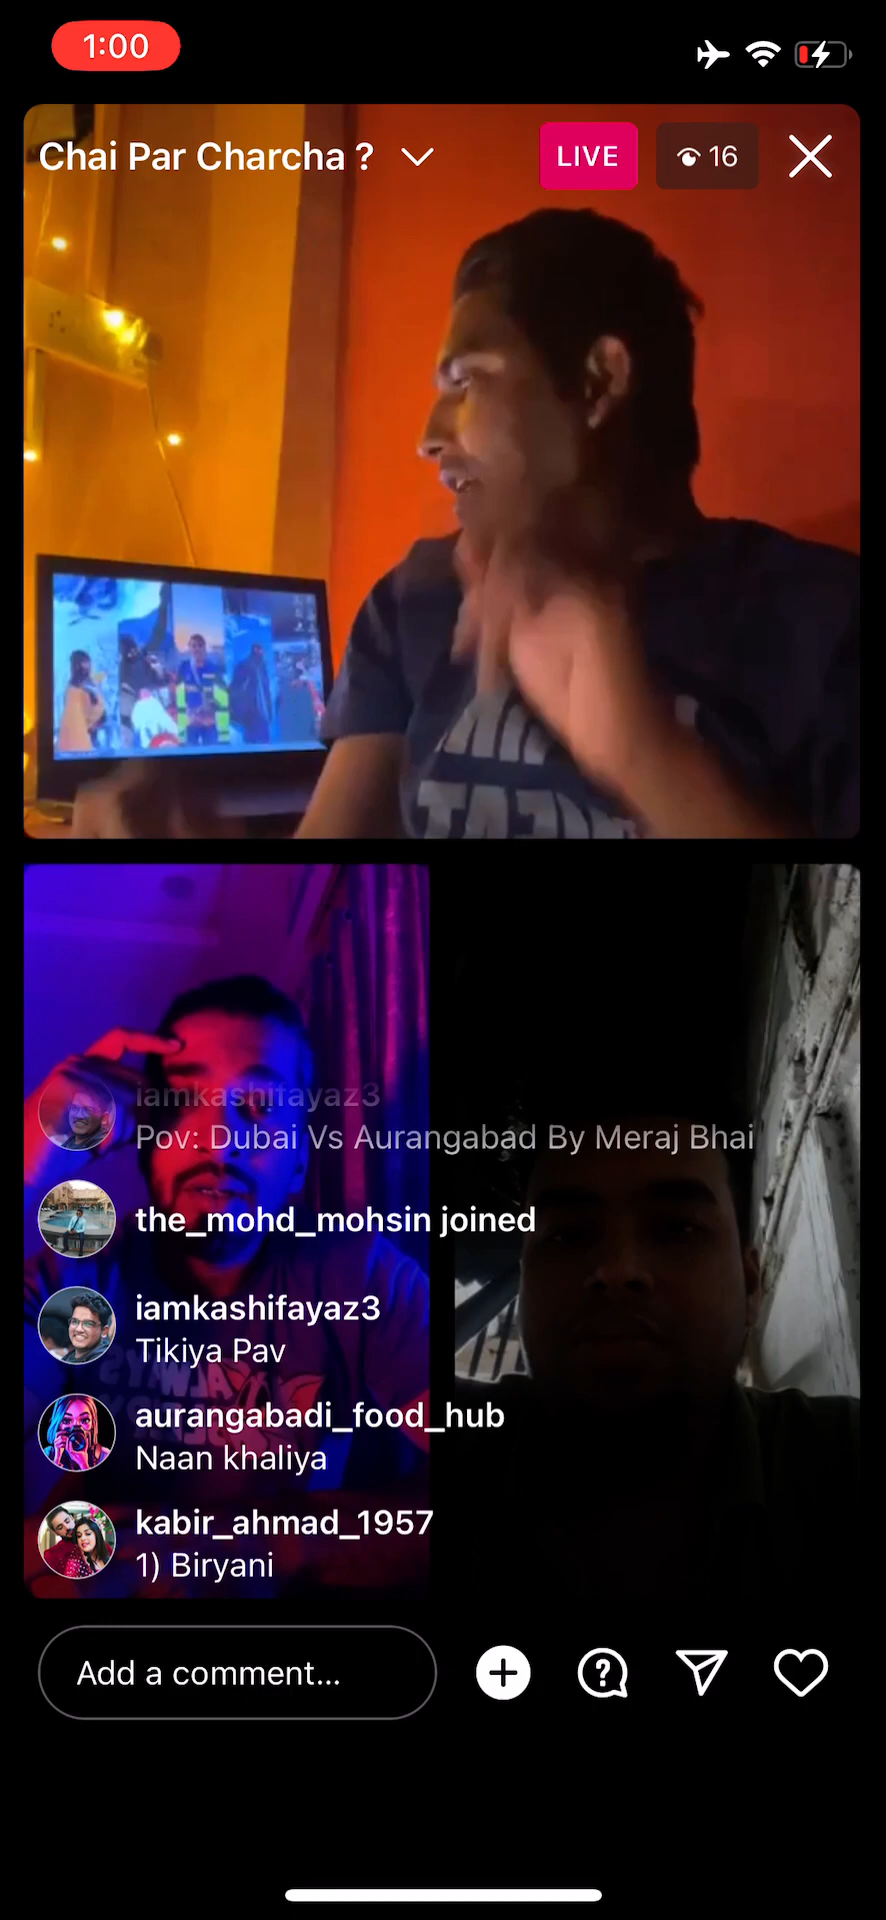 1:00
Chai Par Charcha ?
LIVE
16
iamkashifayaz3
Pov: Dubai Vs Aurangabad By Meraj Bhai
the_mohd_mohsin joined
iamkashifayaz3
Tikiya Pav
ALWAYS
aurangabadi_food_hub
Naan khaliya
kabir_ahmad_1957
1) Biryani
Add a comment...